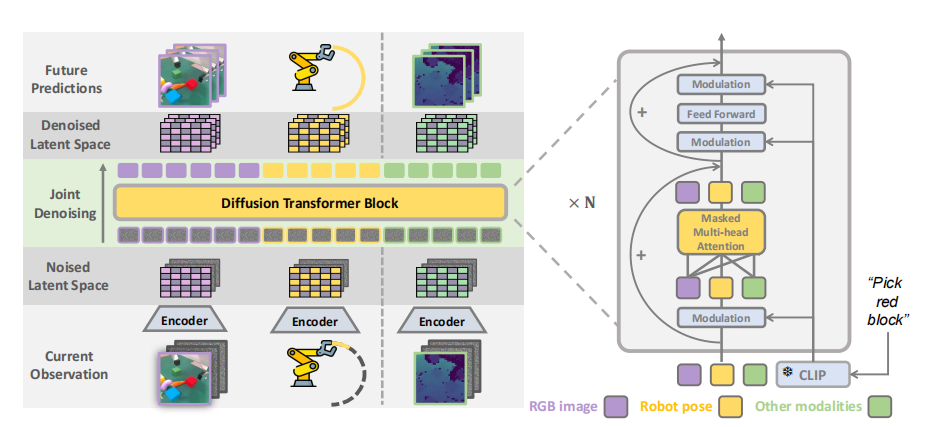 Future
Predictions
Denoised
Latent Space
Joint
Denoising
Diffusion Transformer Block
Noised
Latent Space
Encoder
Encoder
Encoder
Current
Observation
× N
Modulation
Feed Forward
Modulation
+
Masked
Multi-head
Attention
+
Modulation
"Pick
red
block"
CLIP
RGB image
Robot pose
Other modalities